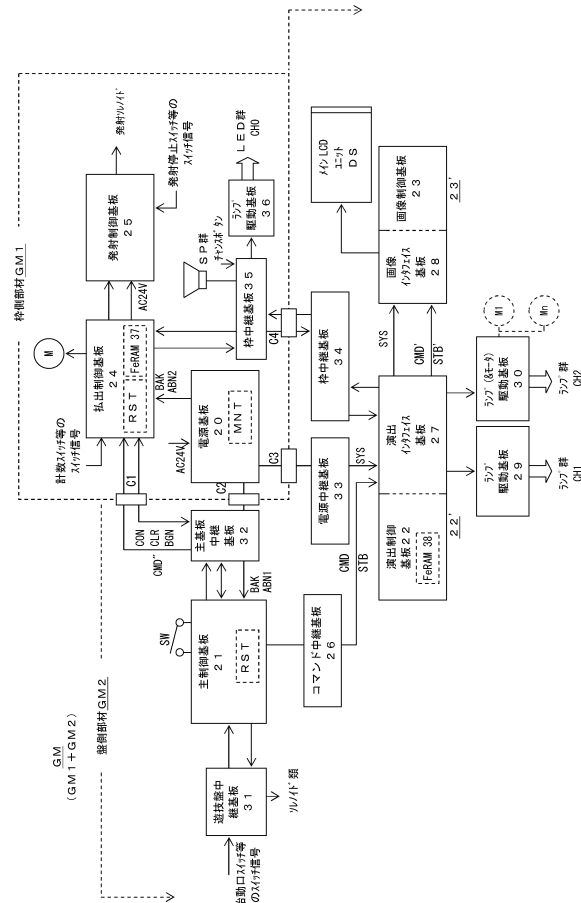 GM
(GM1+GM2)
枠側部材GM1
盤側部材GM2
計数スイッチ等の
スイッチ信号
M
払出制御基板
24
RST
FeRAM 37
AC24V
発射制御基板
25
発射ソレノイド
発射停止スイッチ等の
スイッチ信号
C1
CON
CLR
BGN
CMD"
BAK
ABN2
AC24V
電源基板
20
MNT
C2
C3
C4
SP群
チャンスボタン
枠中継基板35
ランプ
駆動基板
36
LED群
CH0
SW
主制御基板
21
RST
主基板
中継
基板
32
BAK
ABN1
電源中継基板
33
SYS
枠中継基板
34
メインLCD
ユニット
DS
始動口スイッチ等
のスイッチ信号
遊技盤中
継基板
31
ソレノイド類
コマンド中継基板
26
CMD
STB
演出制御
基板22
FeRAM 38
22'
演出
インタフェイス
基板
27
SYS
CMD'
STB'
画像
インタフェイス
基板
28
画像制御基板
23
23'
ランプ
駆動基板
29
ランプ群
CH1
ランプ(&モータ)
駆動基板
30
ランプ群
CH2
M1
Mn